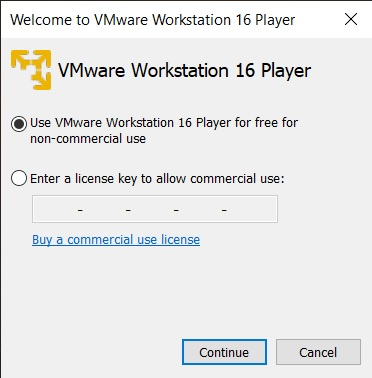 Welcome to VMware Workstation 16 Player
VMware Workstation 16 Player
Use VMware Workstation 16 Player for free for
non-commercial use
Enter a license key to allow commercial use:
- - - -
Buy a commercial use license
Continue Cancel